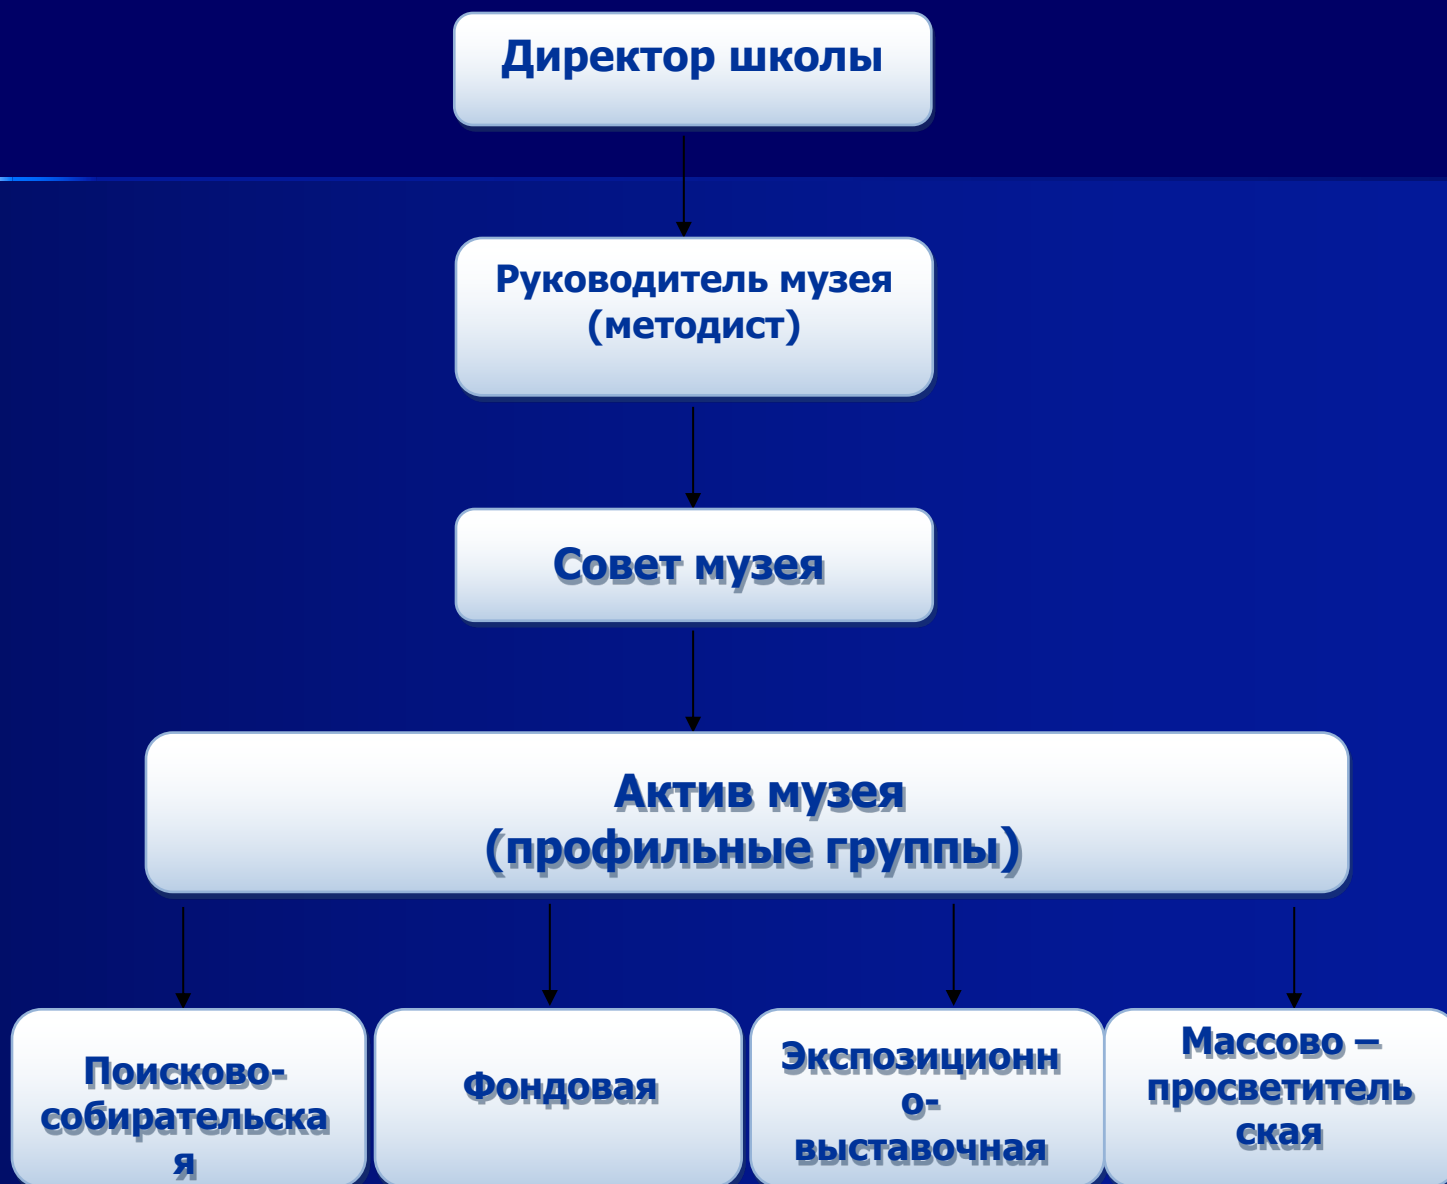 Директор школы
Руководитель музея
(методист)
Совет музея
Актив музея
(профильные группы)
Поисково-
собирательска
я
Фондовая
Экспозиционн
о-
выставочная
Массово –
просветитель
ская